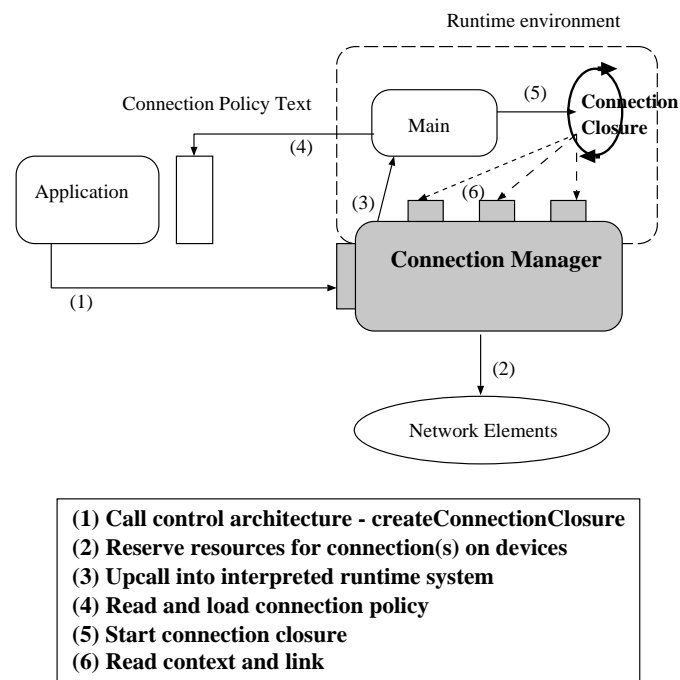 Runtime environment
(5)
Connection
Closure
Connection Policy Text
Main
(4)
Application
(3)
(6)
Connection Manager
(1)
(2)
Network Elements
(1) Call control architecture - createConnectionClosure
(2) Reserve resources for connection(s) on devices
(3) Upcall into interpreted runtime system
(4) Read and load connection policy
(5) Start connection closure
(6) Read context and link